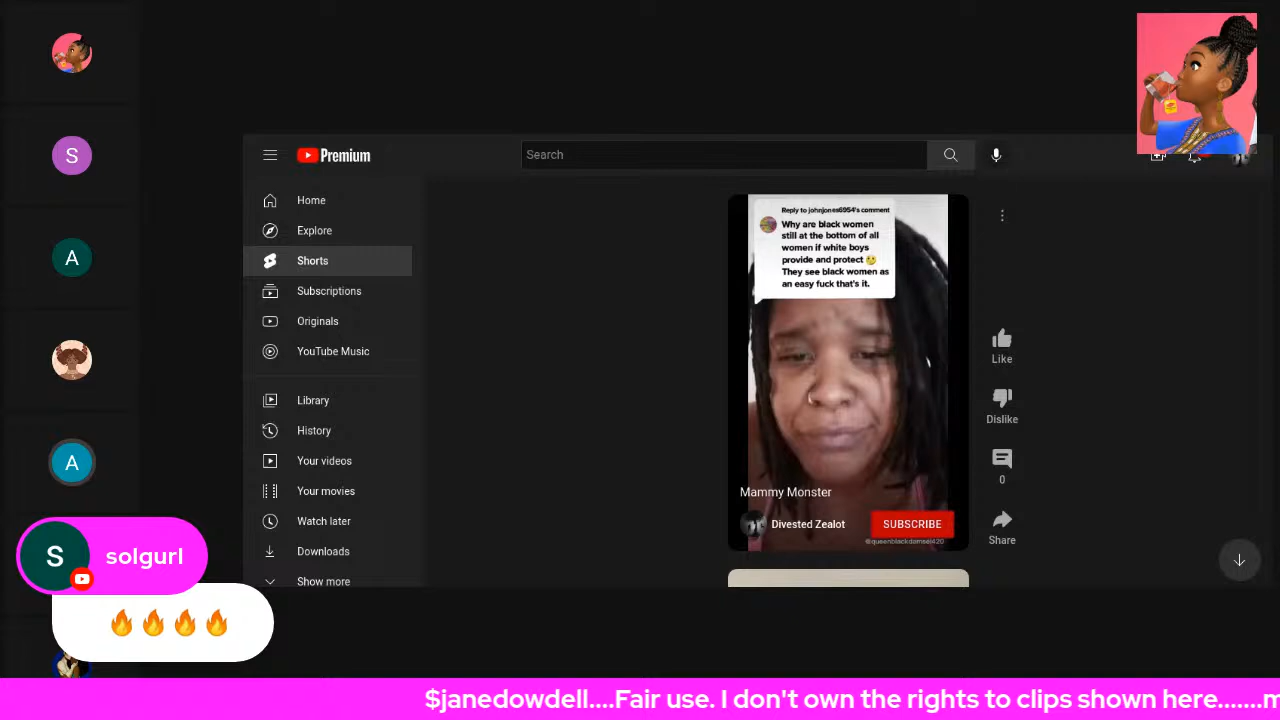 Premium
Search
Home
Explore
Shorts
Subscriptions
Originals
YouTube Music
Library
History
Your videos
Your movies
Watch later
Downloads
Show more
Reply to johnjones6954's comment
Why are black women
still at the bottom of all
women if white boys
provide and protect 🤔
They see black women as
an easy fuck that's it.
Mammy Monster
Divested Zealot
SUBSCRIBE
@queenblackdamsel420
Like
Dislike
0
Share
S
A
A
S
solgurl
🔥🔥🔥🔥
$janedowdell....Fair use. I don't own the rights to clips shown here.......m